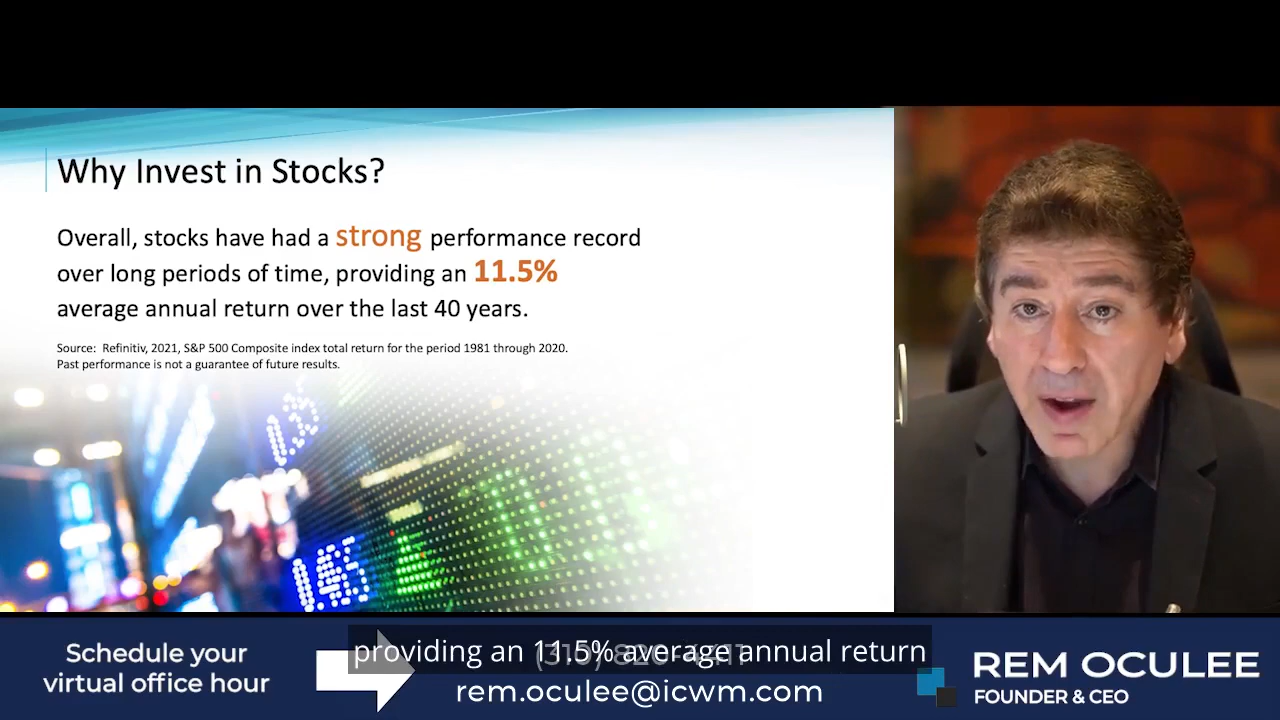 Why Invest in Stocks?
Overall, stocks have had a strong performance record
over long periods of time, providing an 11.5%
average annual return over the last 40 years.
Source: Refinitiv, 2021, S&P 500 Composite index total return for the period 1981 through 2020.
Past performance is not a guarantee of future results.
Schedule your
virtual office hour
providing an 11.5% average annual return
rem.oculee@icwm.com
REM OCULEE
FOUNDER & CEO